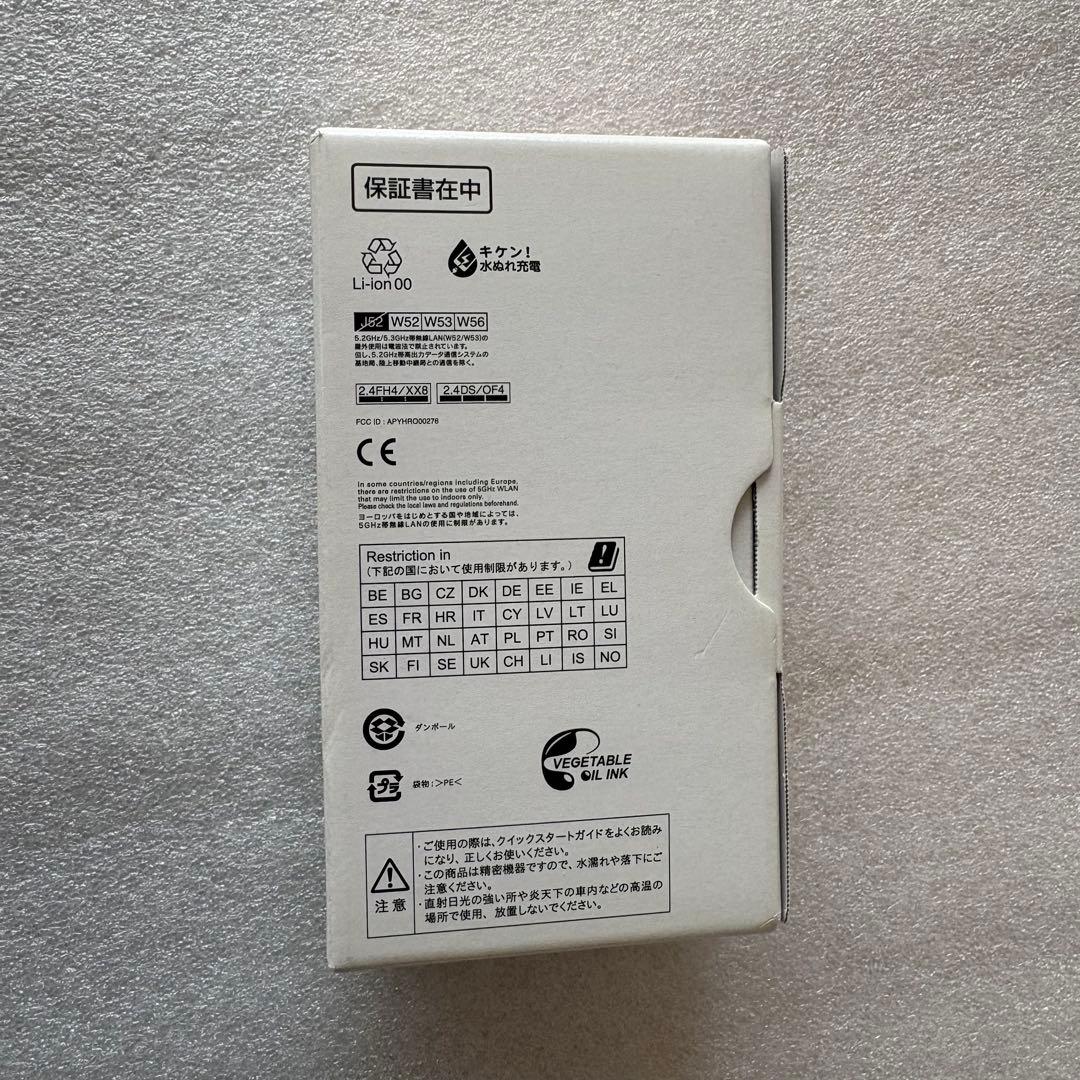 保証書在中
Li-ion 00
キケン!
水ぬれ充電
J52 W52 W53 W56
5.2GHz/5.3GHz帯無線LAN(W52/W53)の
屋外使用は電波法で禁止されています。
但し、5.2GHz帯高出力データ通信システムの
基地局、陸上移動中継局との通信を除く。
2.4FH4/XX8 2.4DS/OF4
FCC ID : APYHRO00276
CE
In some countries/regions including Europe,
there are restrictions on the use of 5GHz WLAN
that may limit the use to indoors only.
Please check the local laws and regulations beforehand.
ヨーロッパをはじめとする国や地域によっては、
5GHz帯無線LANの使用に制限があります。
Restriction in
(下記の国において使用制限があります。)
BE BG CZ DK DE EE IE EL
ES FR HR IT CY LV LT LU
HU MT NL AT PL PT RO SI
SK FI SE UK CH LI IS NO
ダンボール
プラ
袋物:>PE<
VEGETABLE
OIL INK
注意
・ご使用の際は、クイックスタートガイドをよくお読み
になり、正しくお使いください。
・この商品は精密機器ですので、水濡れや落下にご
注意ください。
・直射日光の強い所や炎天下の車内などの高温の
場所で使用、放置しないでください。